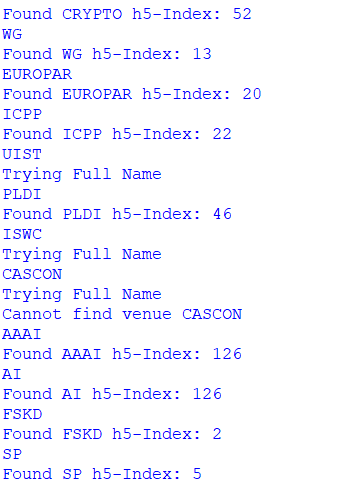 Found CRYPTO h5-Index: 52
WG
Found WG h5-Index: 13
EUROPAR
Found EUROPAR h5-Index: 20
ICPP
Found ICPP h5-Index: 22
UIST
Trying Full Name
PLDI
Found PLDI h5-Index: 46
ISWC
Trying Full Name
CASCON
Trying Full Name
Cannot find venue CASCON
AAAI
Found AAAI h5-Index: 126
AI
Found AI h5-Index: 126
FSKD
Found FSKD h5-Index: 2
SP
Found SP h5-Index: 5